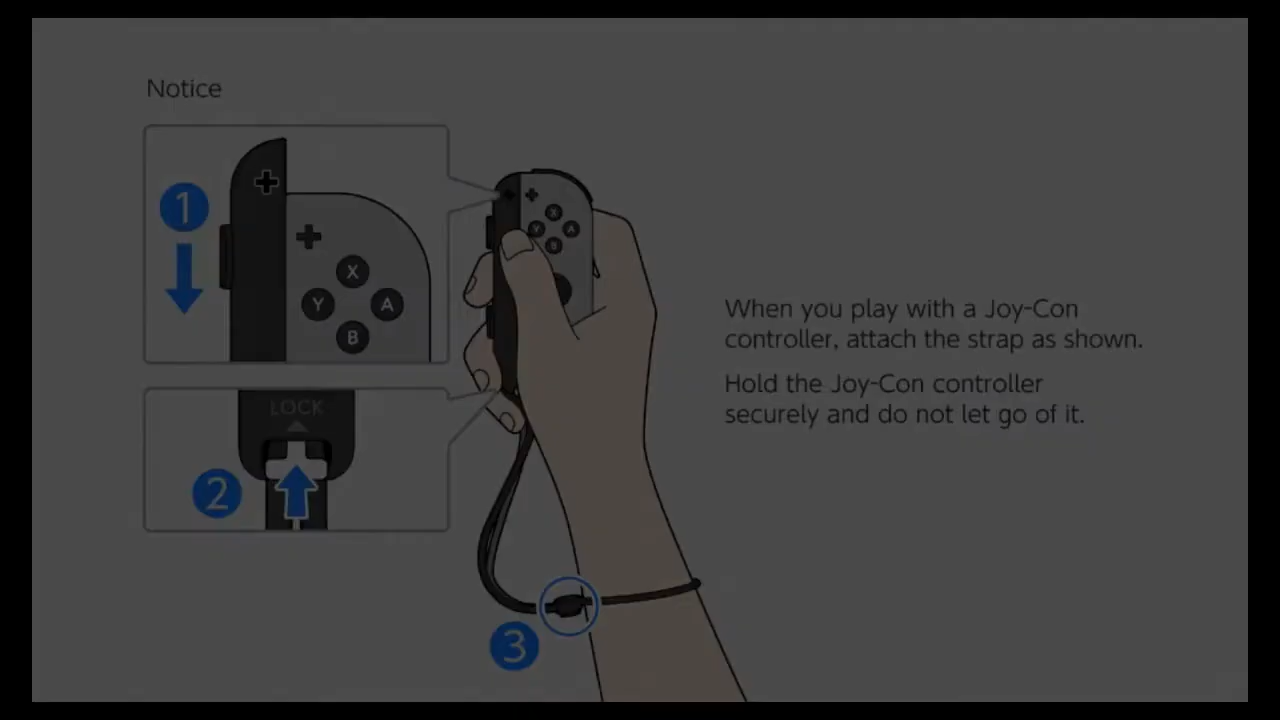 Notice
1
X
Y
A
B
X
Y
A
B
When you play with a Joy-Con
controller, attach the strap as shown.
Hold the Joy-Con controller
securely and do not let go of it.
LOCK
2
3